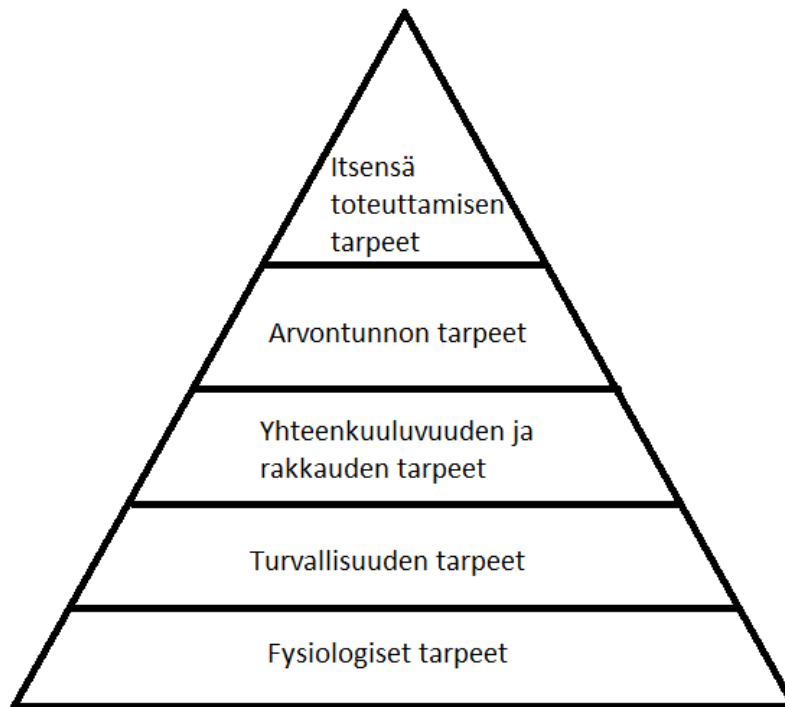 Itsensä
toteuttamisen
tarpeet
Arvontunnon tarpeet
Yhteenkuuluvuuden ja
rakkauden tarpeet
Turvallisuuden tarpeet
Fysiologiset tarpeet